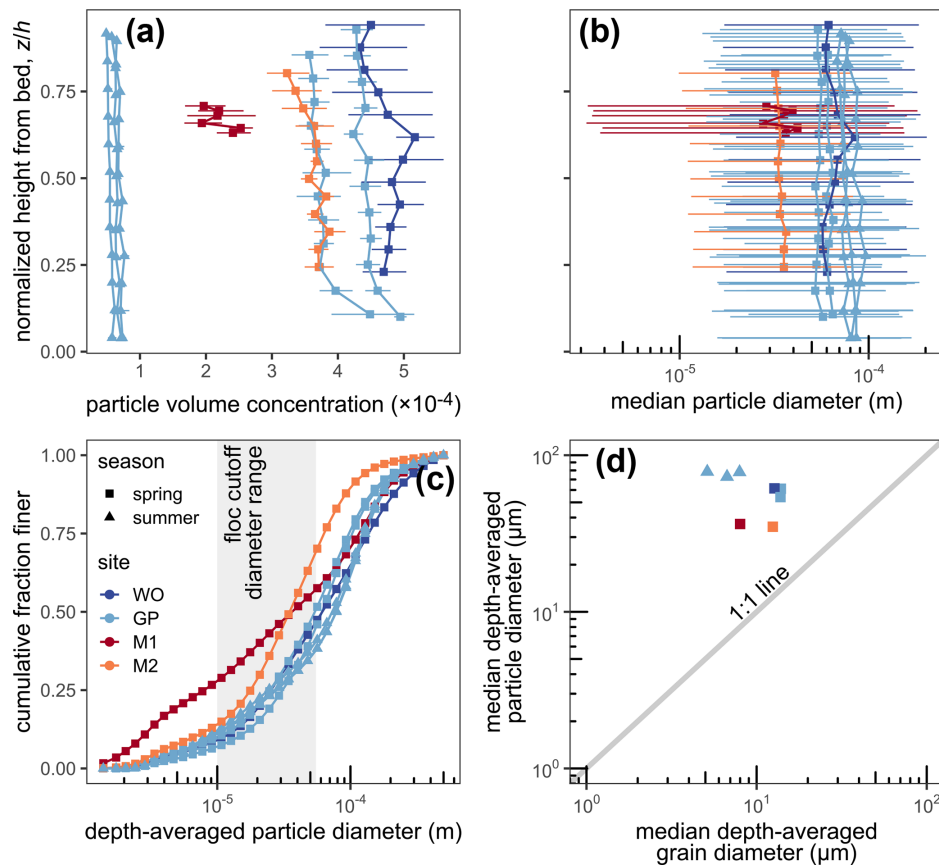 (a)
(b)
normalized height from bed, z/h
0.75
0.50
0.25
0.00
1
2
3
4
5
particle volume concentration (×10⁻⁴)
10⁻⁵
10⁻⁴
median particle diameter (m)
(c)
season
spring
summer
site
WO
GP
M1
M2
floc cutoff
diameter range
cumulative fraction finer
1.00
0.75
0.50
0.25
0.00
10⁻⁵
10⁻⁴
depth-averaged particle diameter (m)
(d)
median depth-averaged
particle diameter (µm)
10²
10¹
10⁰
1:1 line
10⁰
10¹
10²
median depth-averaged
grain diameter (µm)